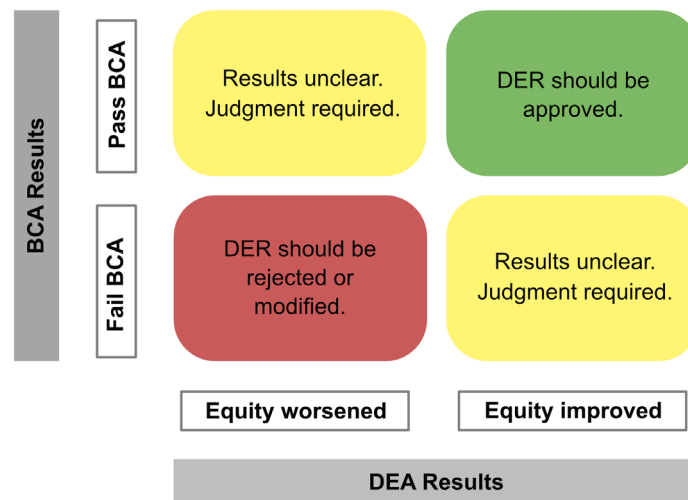 BCA Results
Pass BCA
Results unclear.
Judgment required.
DER should be
approved.
Fail BCA
DER should be
rejected or
modified.
Results unclear.
Judgment required.
Equity worsened
Equity improved
DEA Results